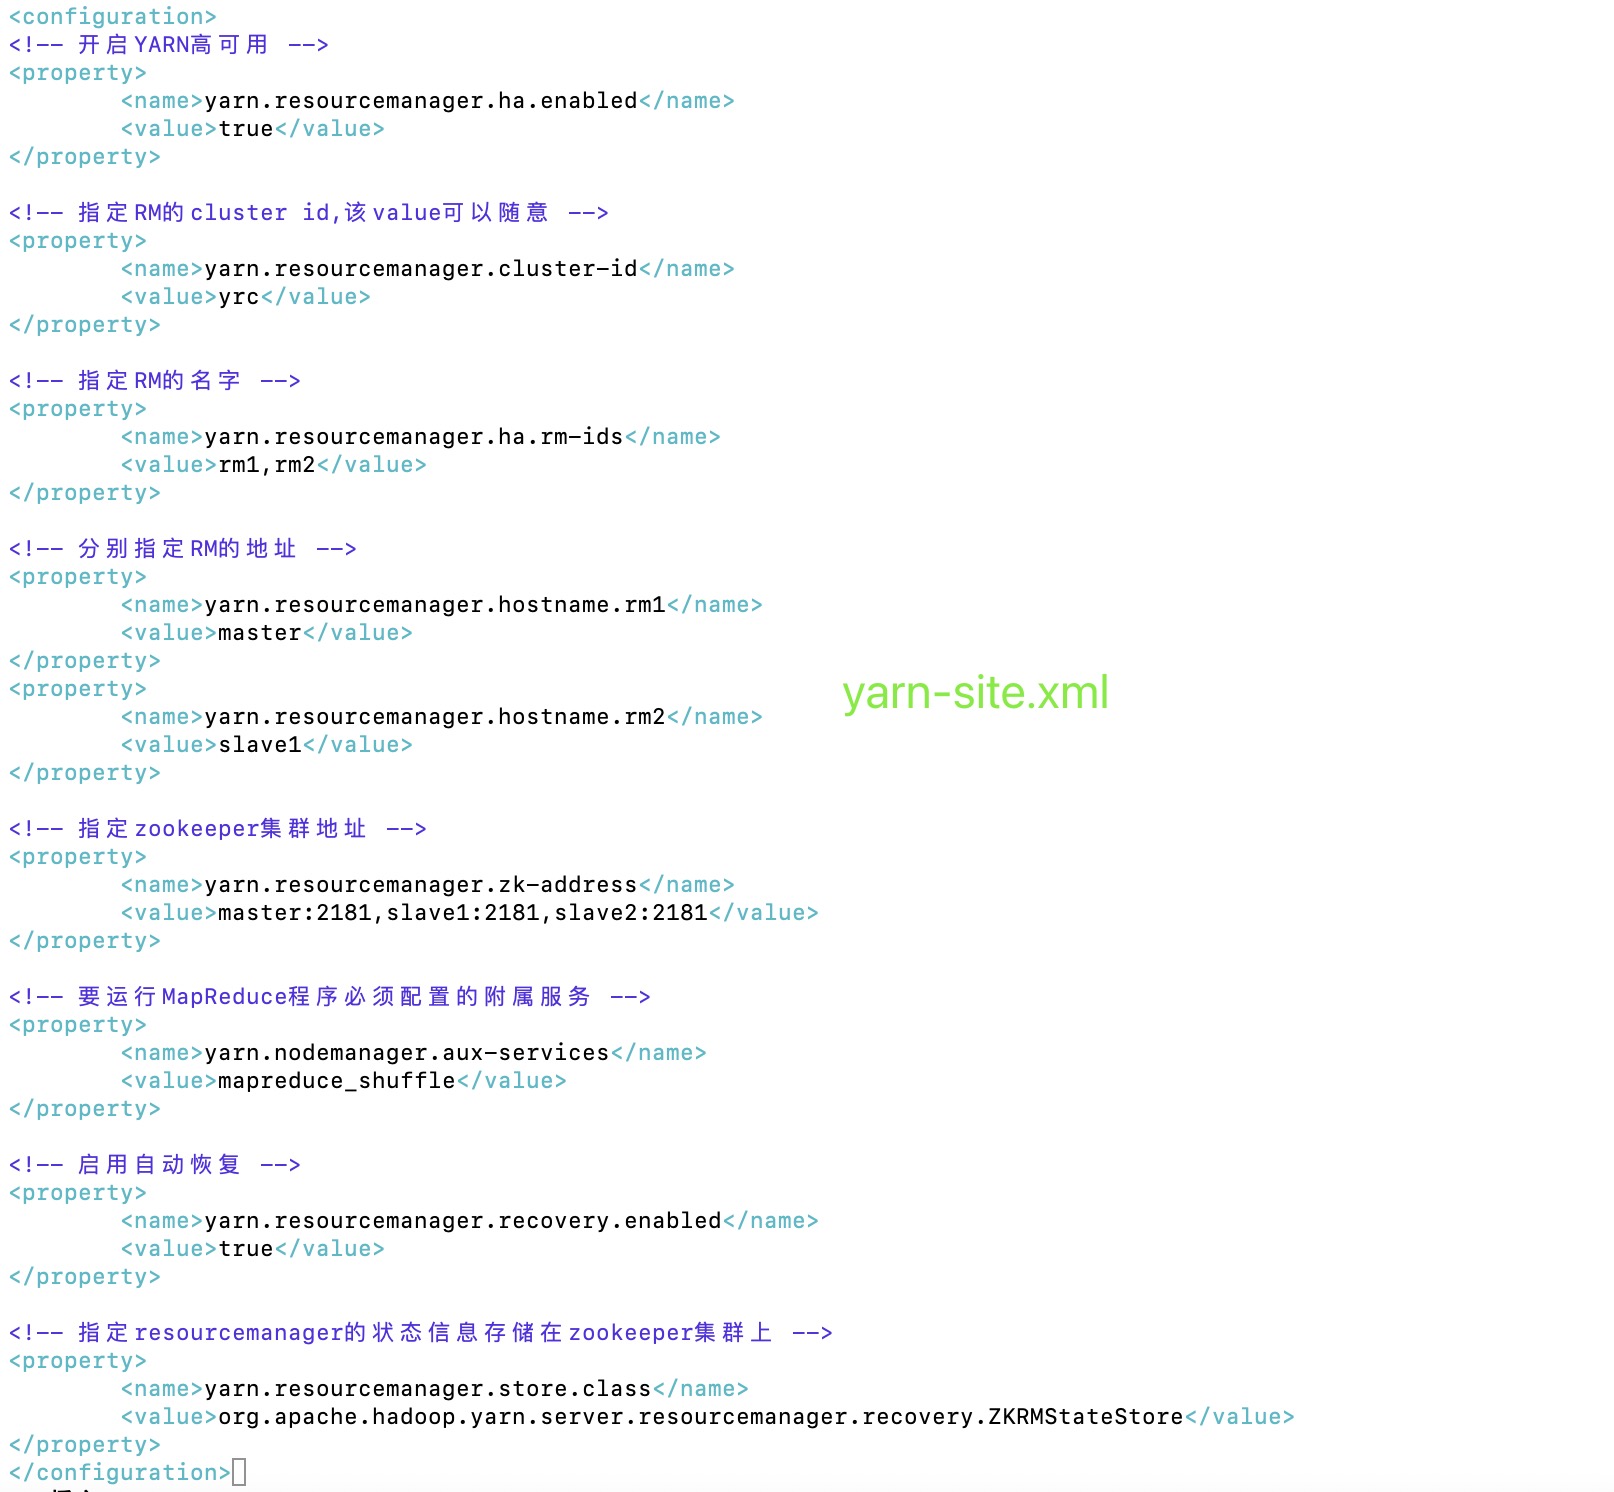 <configuration>
<!-- 开启YARN高可用 -->
<property>
        <name>yarn.resourcemanager.ha.enabled</name>
        <value>true</value>
</property>

<!-- 指定RM的cluster id,该value可以随意 -->
<property>
        <name>yarn.resourcemanager.cluster-id</name>
        <value>yrc</value>
</property>

<!-- 指定RM的名字 -->
<property>
        <name>yarn.resourcemanager.ha.rm-ids</name>
        <value>rm1,rm2</value>
</property>

<!-- 分别指定RM的地址 -->
<property>
        <name>yarn.resourcemanager.hostname.rm1</name>
        <value>master</value>
</property>
<property>
yarn-site.xml
        <name>yarn.resourcemanager.hostname.rm2</name>
        <value>slave1</value>
</property>

<!-- 指定zookeeper集群地址 -->
<property>
        <name>yarn.resourcemanager.zk-address</name>
        <value>master:2181,slave1:2181,slave2:2181</value>
</property>

<!-- 要运行MapReduce程序必须配置的附属服务 -->
<property>
        <name>yarn.nodemanager.aux-services</name>
        <value>mapreduce_shuffle</value>
</property>

<!-- 启用自动恢复 -->
<property>
        <name>yarn.resourcemanager.recovery.enabled</name>
        <value>true</value>
</property>

<!-- 指定resourcemanager的状态信息存储在zookeeper集群上 -->
<property>
        <name>yarn.resourcemanager.store.class</name>
        <value>org.apache.hadoop.yarn.server.resourcemanager.recovery.ZKRMStateStore</value>
</property>
</configuration>